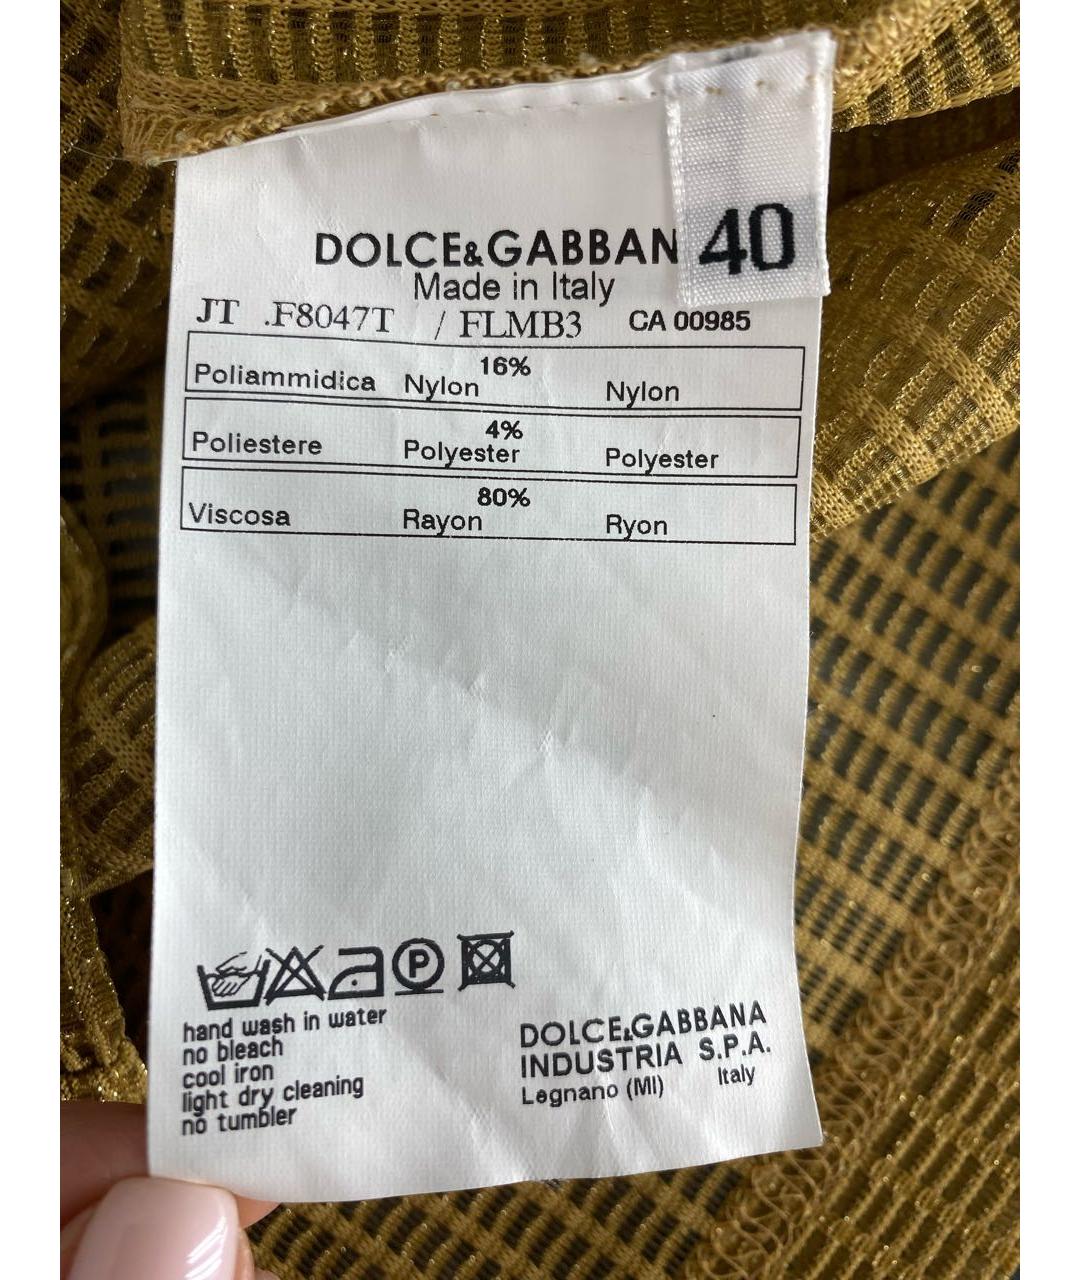 40
DOLCE&GABBAN
Made in Italy
JT .F8047T / FLMB3 CA 00985
16%
Poliammidica Nylon Nylon
4%
Poliestere Polyester Polyester
80%
Viscosa Rayon Ryon
P
hand wash in water
no bleach
cool iron
light dry cleaning
no tumbler
DOLCE&GABBANA
INDUSTRIA S.P.A.
Legnano (MI) Italy